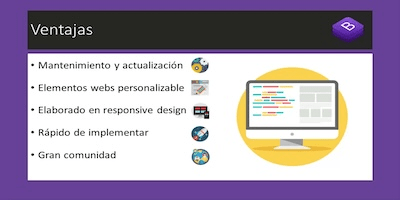 Ventajas
B
• Mantenimiento y actualización
• Elementos webs personalizable
• Elaborado en responsive design
• Rápido de implementar
• Gran comunidad